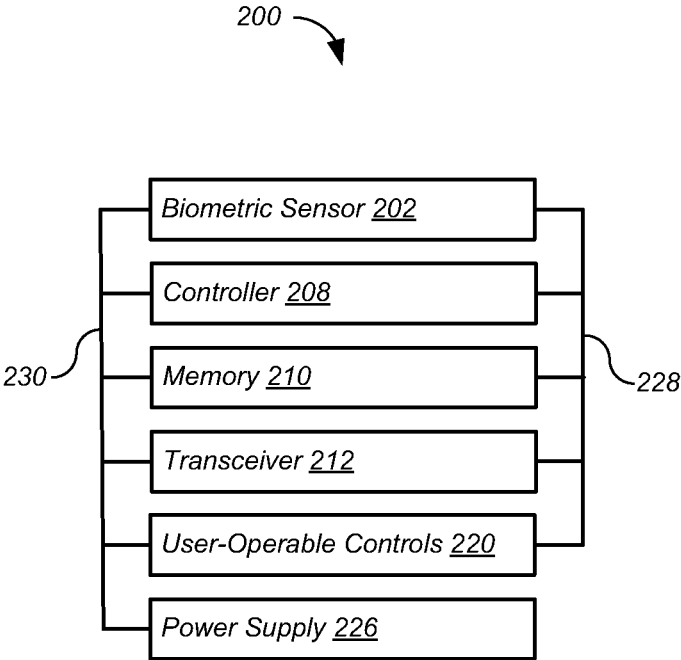 200
Biometric Sensor 202
Controller 208
230
Memory 210
228
Transceiver 212
User-Operable Controls 220
Power Supply 226